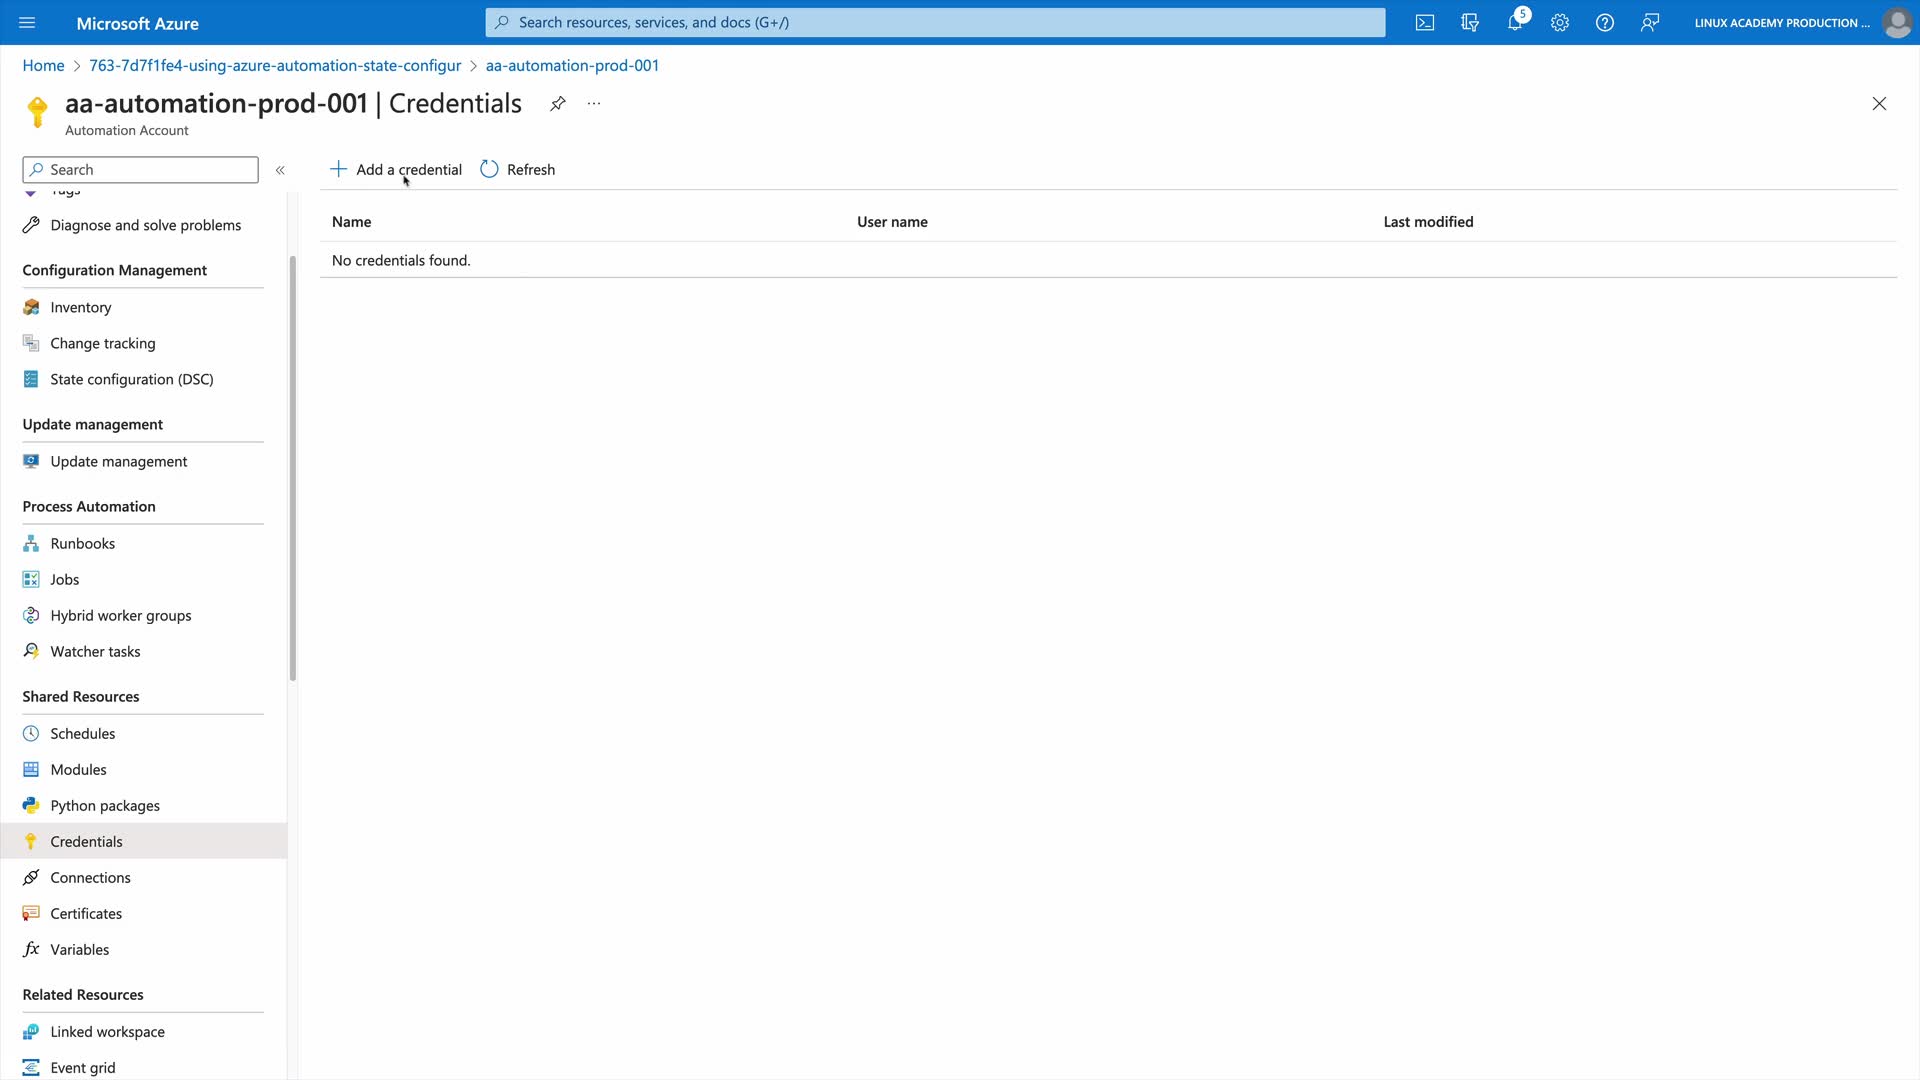 Microsoft Azure
Search resources, services, and docs (G+/)
5
LINUX ACADEMY PRODUCTION ...
Home > 763-7d7f1fe4-using-azure-automation-state-configur > aa-automation-prod-001
aa-automation-prod-001 | Credentials
Automation Account
Search
Add a credential
Refresh
Tags
Diagnose and solve problems
Name
User name
Last modified
No credentials found.
Configuration Management
Inventory
Change tracking
State configuration (DSC)
Update management
Update management
Process Automation
Runbooks
Jobs
Hybrid worker groups
Watcher tasks
Shared Resources
Schedules
Modules
Python packages
Credentials
Connections
Certificates
Variables
Related Resources
Linked workspace
Event grid